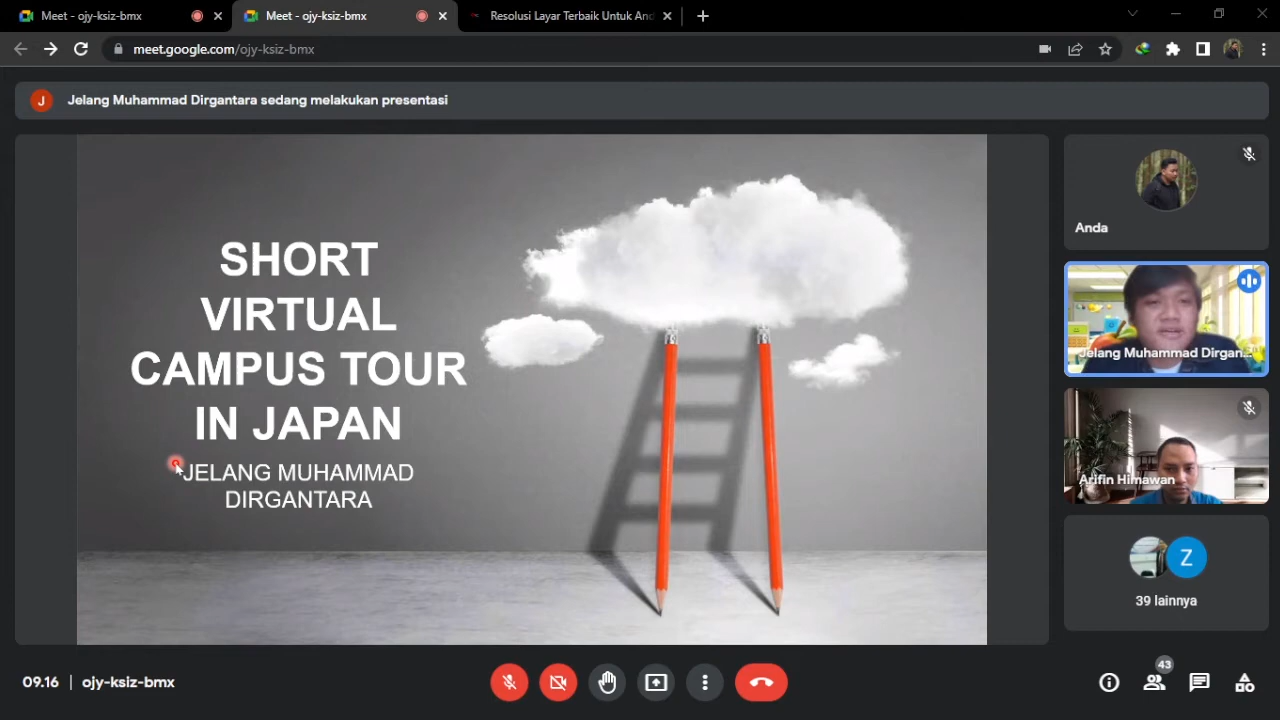 Meet - ojy-ksiz-bmx
Meet - ojy-ksiz-bmx
Resolusi Layar Terbaik Untuk And
meet.google.com/ojy-ksiz-bmx
J
Jelang Muhammad Dirgantara sedang melakukan presentasi
SHORT
VIRTUAL
CAMPUS TOUR
IN JAPAN
JELANG MUHAMMAD
DIRGANTARA
Anda
Jelang Muhammad Dirgan...
Arifin Himawan
Z
39 lainnya
09.16 | ojy-ksiz-bmx
43